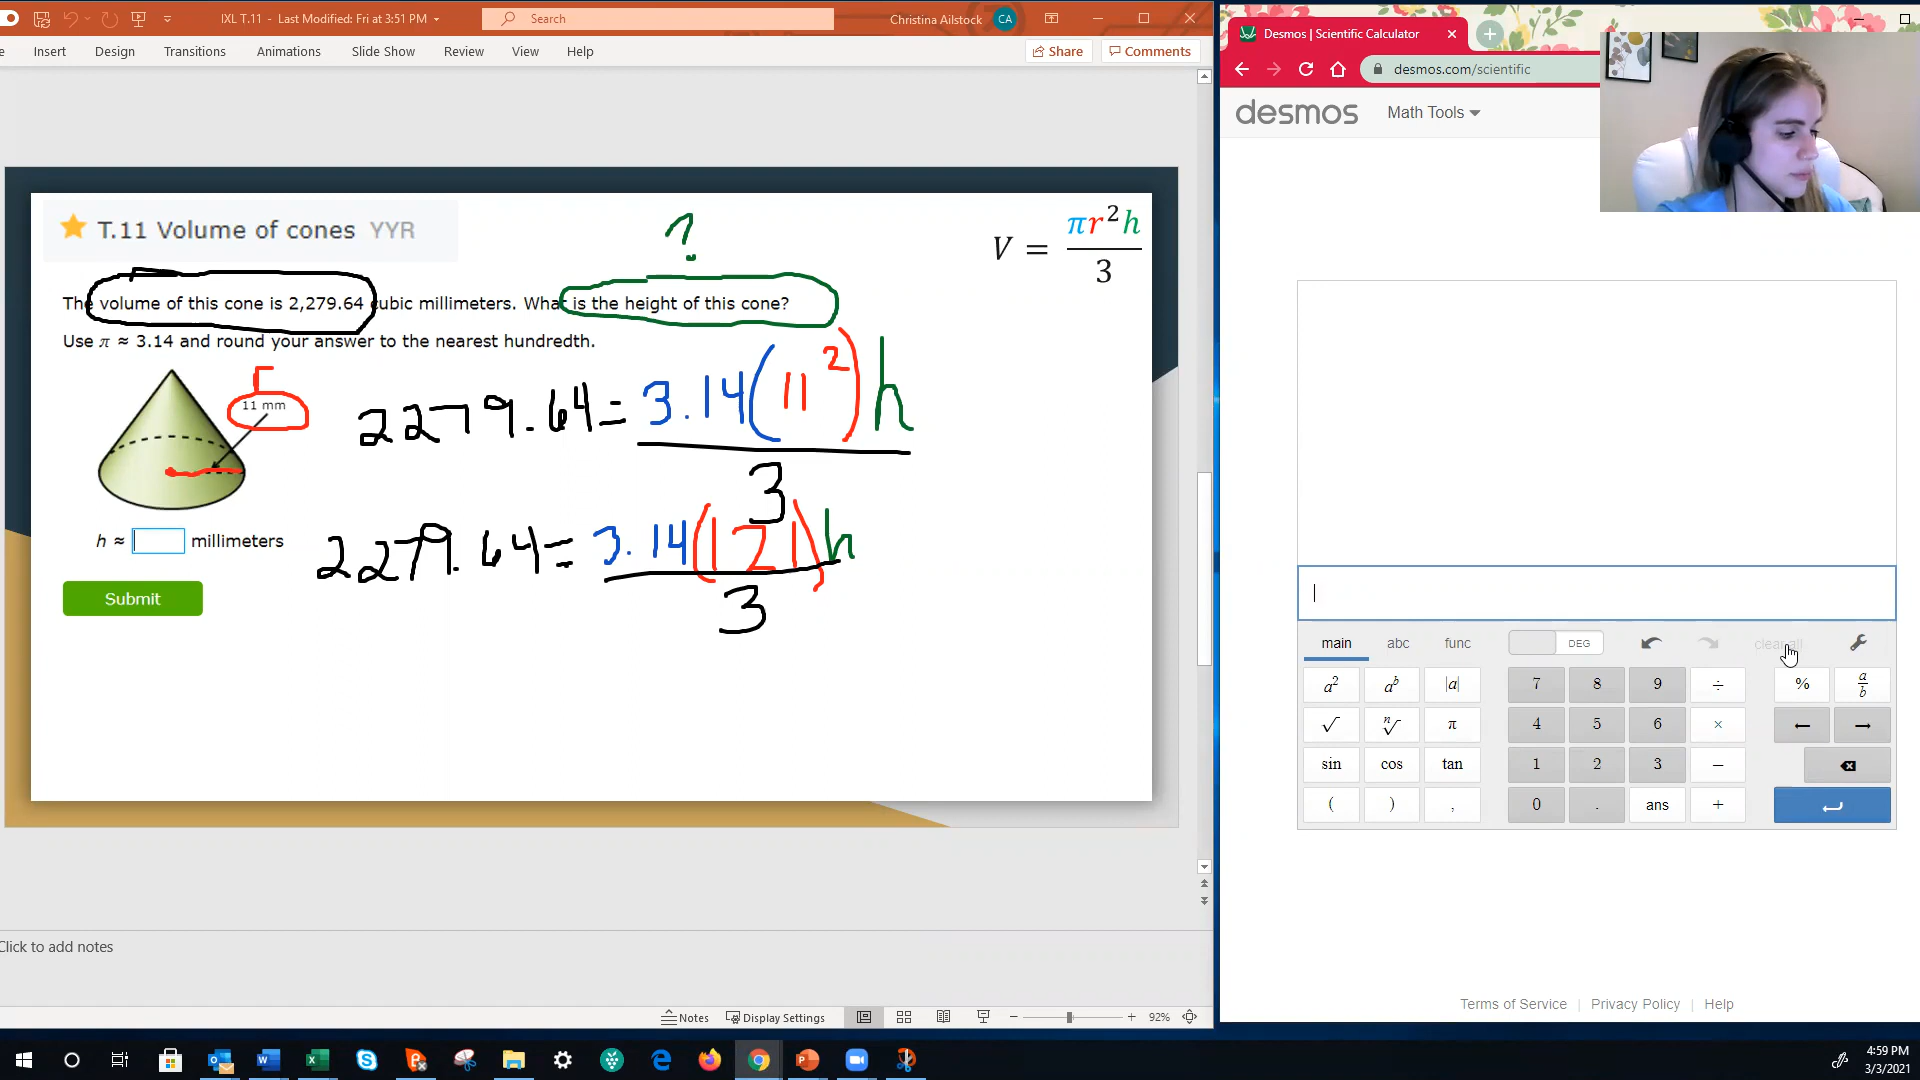 IXL T.11 - Last Modified: Fri at 3:51 PM
Search
Christina Ailstock
CA
Insert
Design
Transitions
Animations
Slide Show
Review
View
Help
Share
Comments
T.11 Volume of cones YYR
?
V = πr²h / 3
The volume of this cone is 2,279.64 cubic millimeters. What is the height of this cone?
Use π ≈ 3.14 and round your answer to the nearest hundredth.
r
11 mm
2279.64 = 3.14(11²)h
3
h ≈ millimeters
2279.64 = 3.14(121)h
3
Submit
Click to add notes
Notes
Display Settings
92%
Desmos | Scientific Calculator
desmos.com/scientific
desmos
Math Tools
main abc func DEG clear all
a² aᵇ |a| 7 8 9 ÷ % a/b
√ ⁿ√ π 4 5 6 × ← →
sin cos tan 1 2 3 −
( ) , 0 . ans +
Terms of Service | Privacy Policy | Help
4:59 PM
3/3/2021